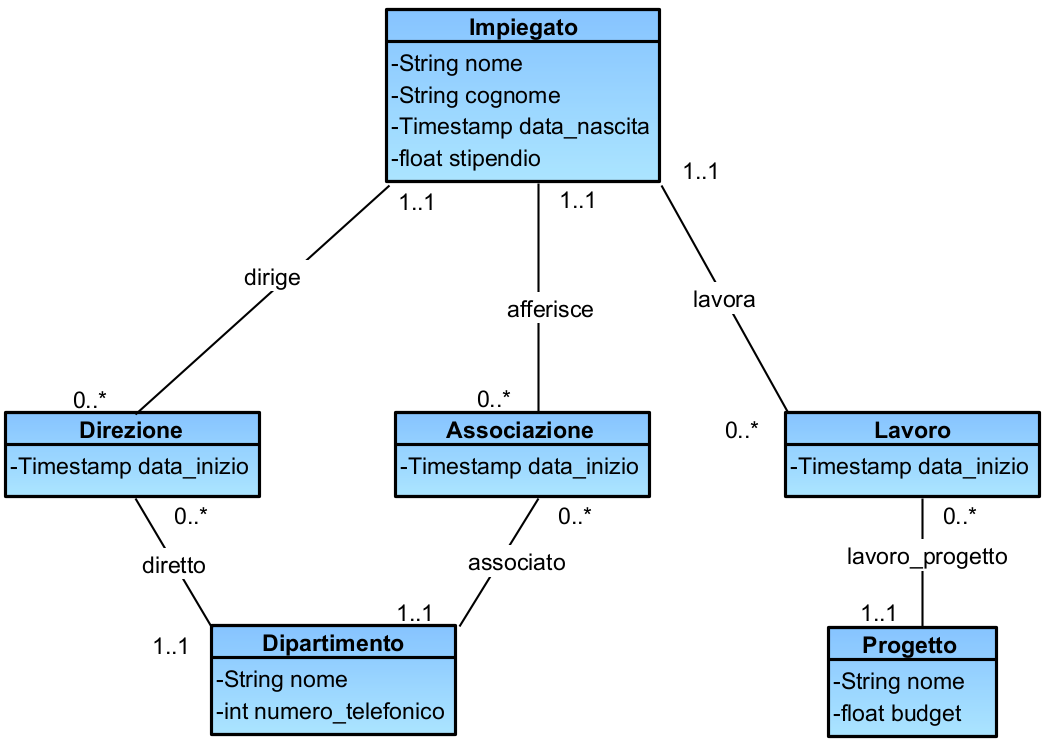 Impiegato
-String nome
-String cognome
-Timestamp data_nascita
-float stipendio
1..1
1..1
1..1
dirige
afferisce
lavora
0..*
0..*
0..*
Direzione
-Timestamp data_inizio
Associazione
-Timestamp data_inizio
Lavoro
-Timestamp data_inizio
0..*
0..*
0..*
diretto
associato
lavoro_progetto
1..1
1..1
1..1
Dipartimento
-String nome
-int numero_telefonico
Progetto
-String nome
-float budget